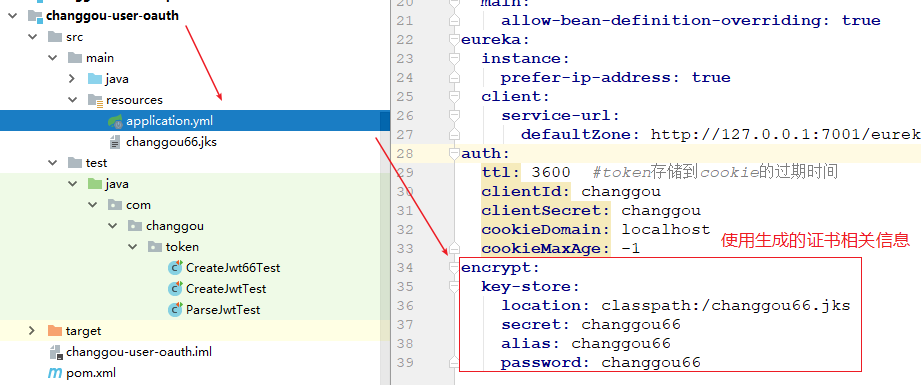 changgou-user-oauth
src
main
java
resources
application.yml
changgou66.jks
test
java
com
changgou
token
CreateJwt66Test
CreateJwtTest
ParseJwtTest
target
changgou-user-oauth.iml
pom.xml
20 main:
21 allow-bean-definition-overriding: true
22 eureka:
23 instance:
24 prefer-ip-address: true
25 client:
26 service-url:
27 defaultZone: http://127.0.0.1:7001/eurek
28 auth:
29 ttl: 3600 #token存储到cookie的过期时间
30 clientId: changgou
31 clientSecret: changgou
32 cookieDomain: localhost
33 cookieMaxAge: -1
使用生成的证书相关信息
34 encrypt:
35 key-store:
36 location: classpath:/changgou66.jks
37 secret: changgou66
38 alias: changgou66
39 password: changgou66